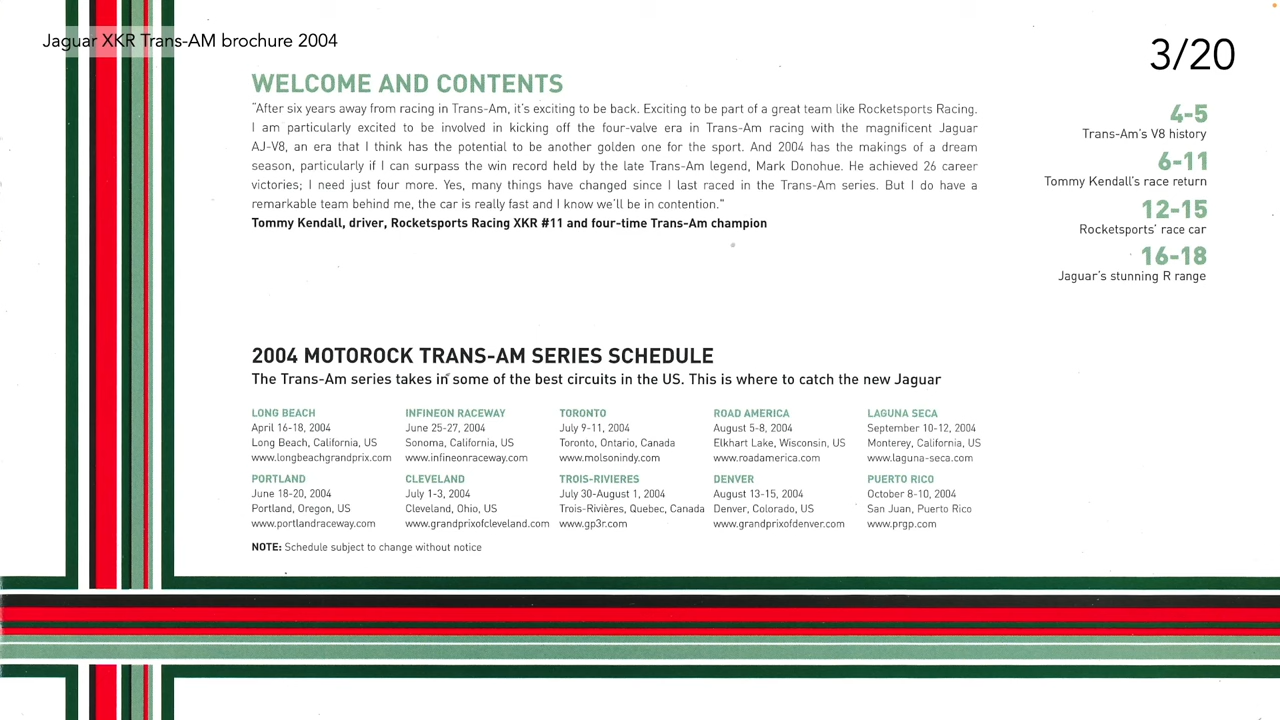 Jaguar XKR Trans-AM brochure 2004
3/20
WELCOME AND CONTENTS
"After six years away from racing in Trans-Am, it's exciting to be back. Exciting to be part of a great team like Rocketsports Racing.
I am particularly excited to be involved in kicking off the four-valve era in Trans-Am racing with the magnificent Jaguar
AJ-V8, an era that I think has the potential to be another golden one for the sport. And 2004 has the makings of a dream
season, particularly if I can surpass the win record held by the late Trans-Am legend, Mark Donohue. He achieved 26 career
victories; I need just four more. Yes, many things have changed since I last raced in the Trans-Am series. But I do have a
remarkable team behind me, the car is really fast and I know we'll be in contention."
Tommy Kendall, driver, Rocketsports Racing XKR #11 and four-time Trans-Am champion
4-5
Trans-Am's V8 history
6-11
Tommy Kendall's race return
12-15
Rocketsports' race car
16-18
Jaguar's stunning R range
2004 MOTOROCK TRANS-AM SERIES SCHEDULE
The Trans-Am series takes in some of the best circuits in the US. This is where to catch the new Jaguar
LONG BEACH
April 16-18, 2004
Long Beach, California, US
www.longbeachgrandprix.com
INFINEON RACEWAY
June 25-27, 2004
Sonoma, California, US
www.infineonraceway.com
TORONTO
July 9-11, 2004
Toronto, Ontario, Canada
www.molsonindy.com
ROAD AMERICA
August 5-8, 2004
Elkhart Lake, Wisconsin, US
www.roadamerica.com
LAGUNA SECA
September 10-12, 2004
Monterey, California, US
www.laguna-seca.com
PORTLAND
June 18-20, 2004
Portland, Oregon, US
www.portlandraceway.com
CLEVELAND
July 1-3, 2004
Cleveland, Ohio, US
www.grandprixofcleveland.com
TROIS-RIVIERES
July 30-August 1, 2004
Trois-Rivières, Quebec, Canada
www.gp3r.com
DENVER
August 13-15, 2004
Denver, Colorado, US
www.grandprixofdenver.com
PUERTO RICO
October 8-10, 2004
San Juan, Puerto Rico
www.prgp.com
NOTE: Schedule subject to change without notice